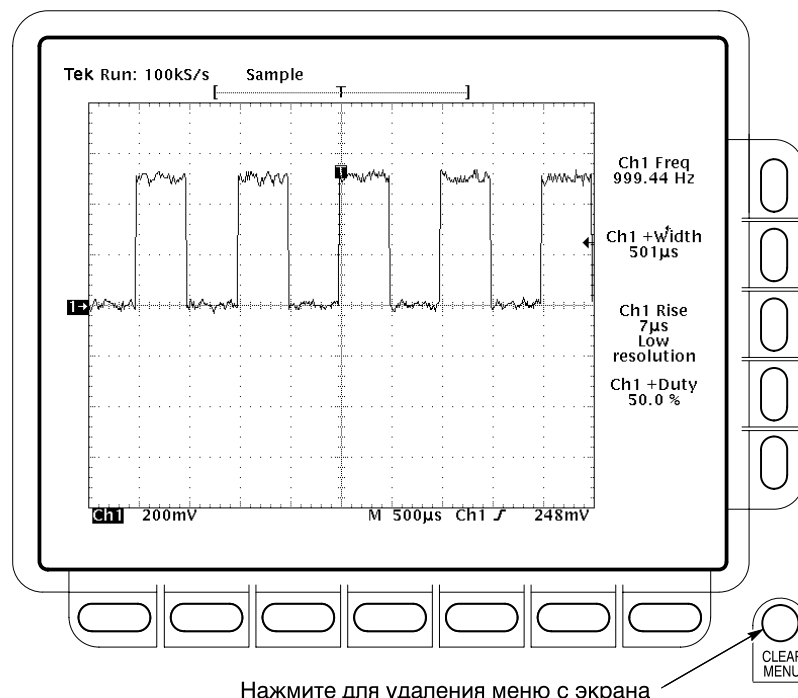 Tek Run: 100kS/s Sample
[ T ]
T
Ch1 Freq
999.44 Hz
Ch1 +Width
501µs
1
Ch1 Rise
7µs
Low
resolution
Ch1 +Duty
50.0 %
Ch1 200mV M 500µs Ch1 248mV
CLEAR
MENU
Нажмите для удаления меню с экрана